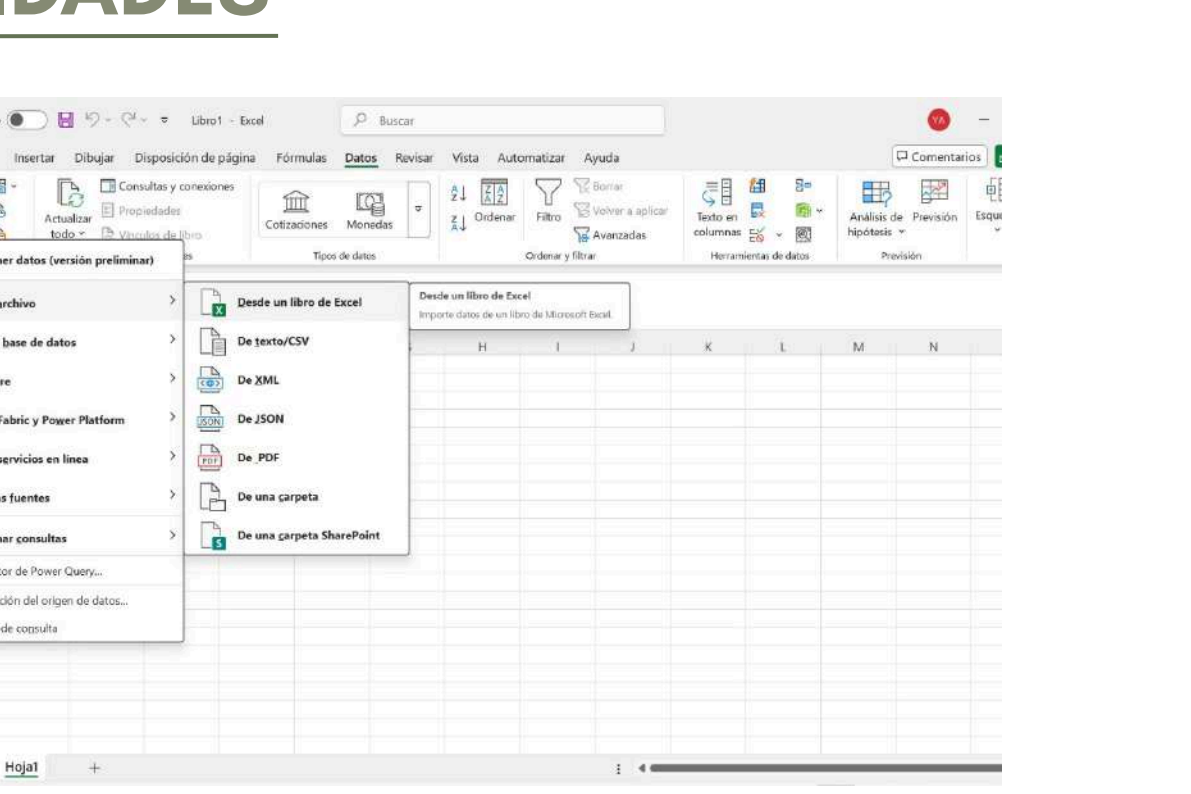 IDADES
Libro1 - Excel
Buscar
YA
Insertar Dibujar Disposición de página Fórmulas Datos Revisar Vista Automatizar Ayuda
Comentarios
Actualizar todo
Consultas y conexiones
Propiedades
Vínculos de libro
Cotizaciones
Monedas
Tipos de datos
Ordenar
Filtro
Borrar
Volver a aplicar
Avanzadas
Ordenar y filtrar
Texto en columnas
Herramientas de datos
Análisis de hipótesis
Previsión
Previsión
Esqu
ner datos (versión preliminar)
archivo
base de datos
re
Fabric y Power Platform
servicios en línea
s fuentes
nar consultas
tor de Power Query...
ción del origen de datos...
de consulta
Desde un libro de Excel
De texto/CSV
De XML
De JSON
De PDF
De una carpeta
De una carpeta SharePoint
Desde un libro de Excel
Importe datos de un libro de Microsoft Excel.
H I J K L M N
Hoja1